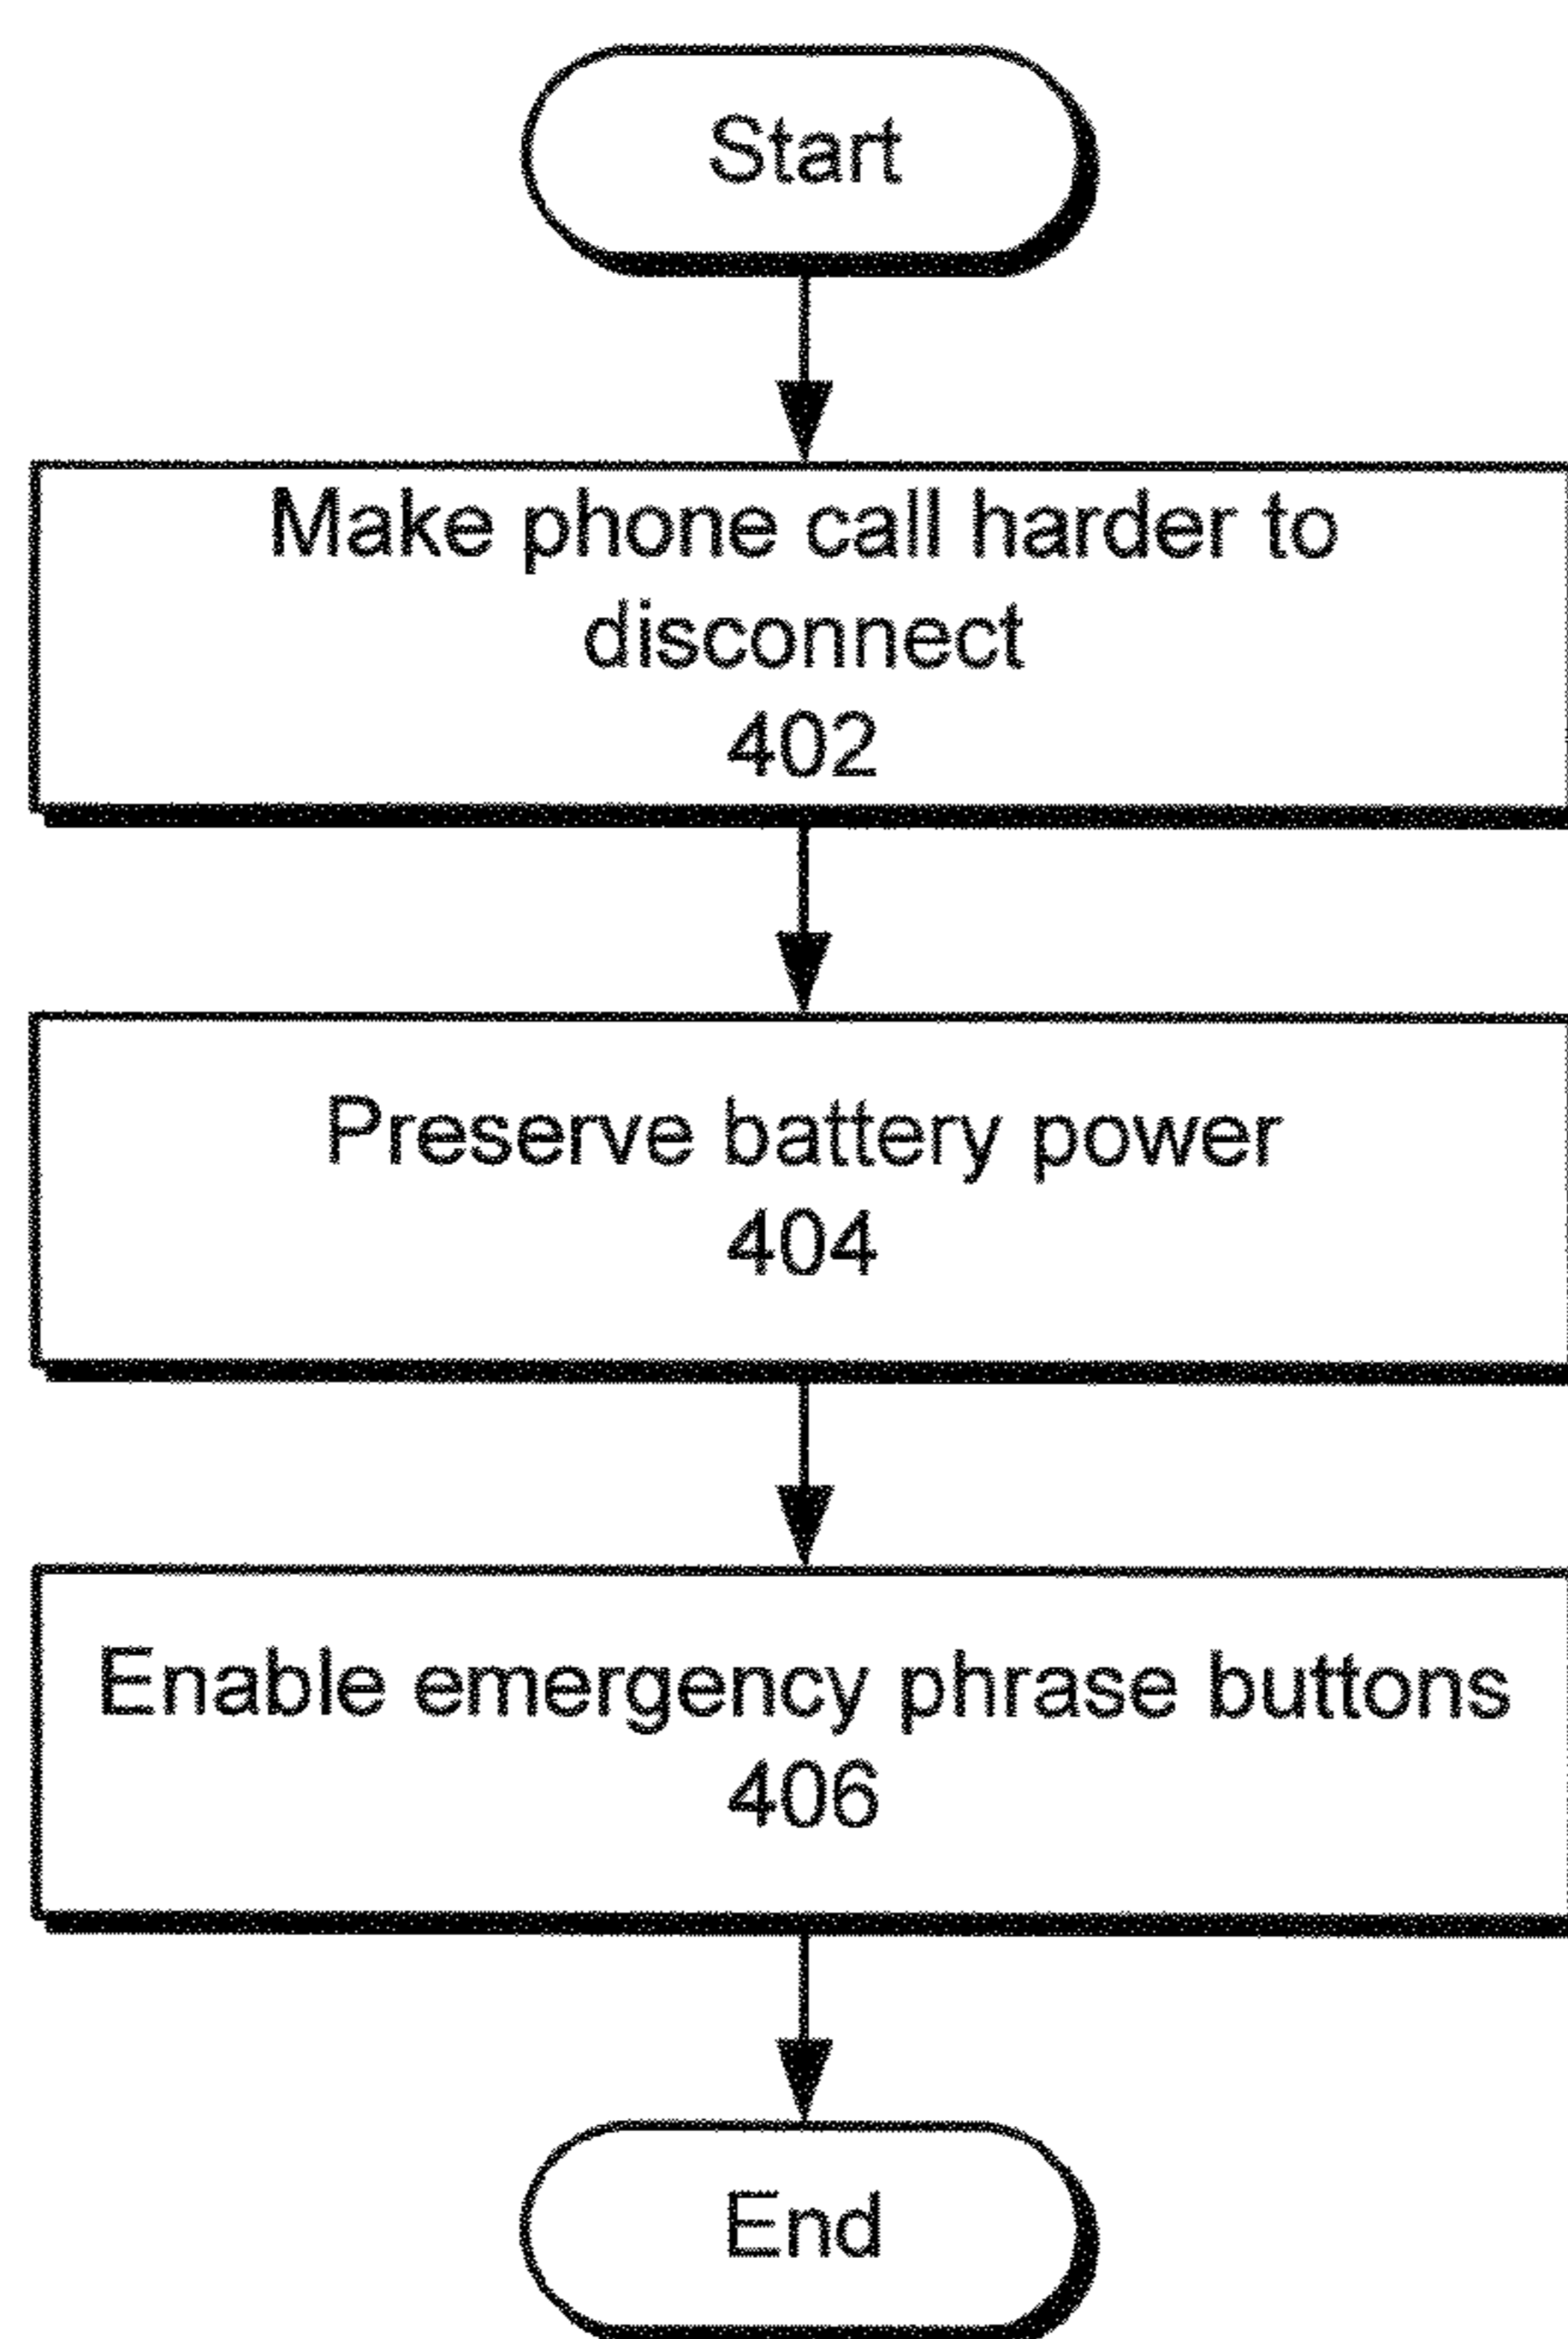 Start
Make phone call harder to
disconnect
402
Preserve battery power
404
Enable emergency phrase buttons
406
End